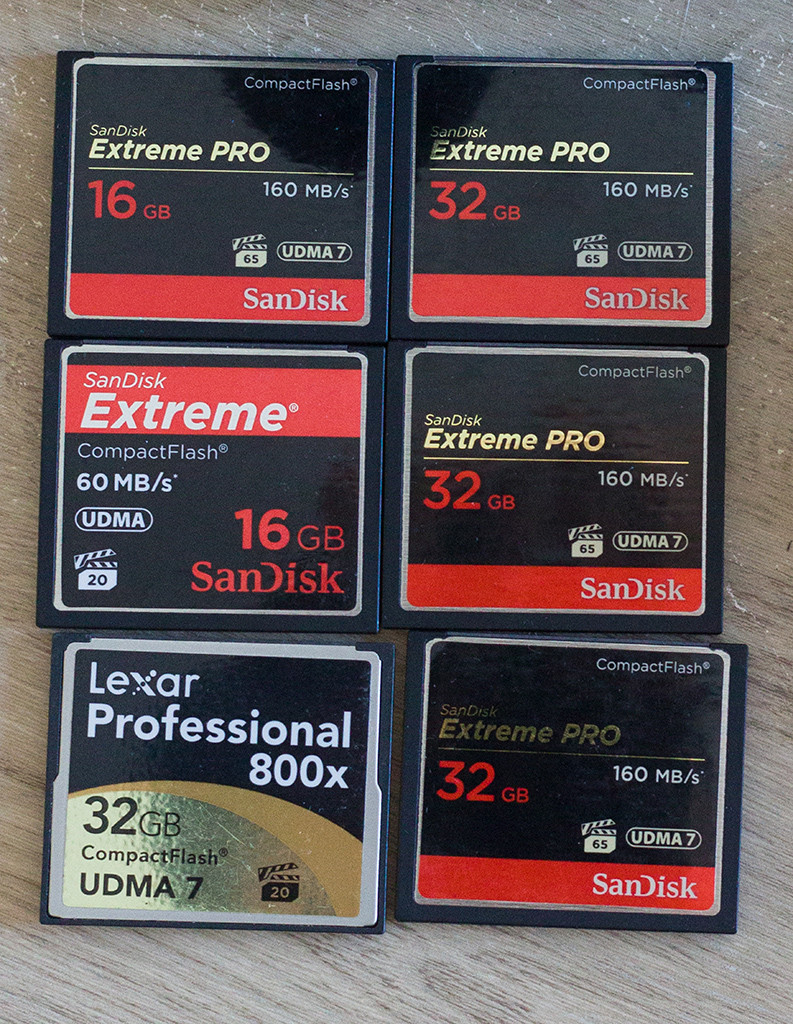 CompactFlash®
SanDisk
Extreme PRO
16 GB 160 MB/s*
65 UDMA 7
SanDisk
CompactFlash®
SanDisk
Extreme PRO
32 GB 160 MB/s*
65 UDMA 7
SanDisk
SanDisk
Extreme®
CompactFlash®
60 MB/s*
UDMA
16 GB
20
SanDisk
CompactFlash®
SanDisk
Extreme PRO
32 GB 160 MB/s*
65 UDMA 7
SanDisk
Lexar
Professional
800x
32GB
CompactFlash®
UDMA 7 20
CompactFlash®
SanDisk
Extreme PRO
32 GB 160 MB/s*
65 UDMA 7
SanDisk